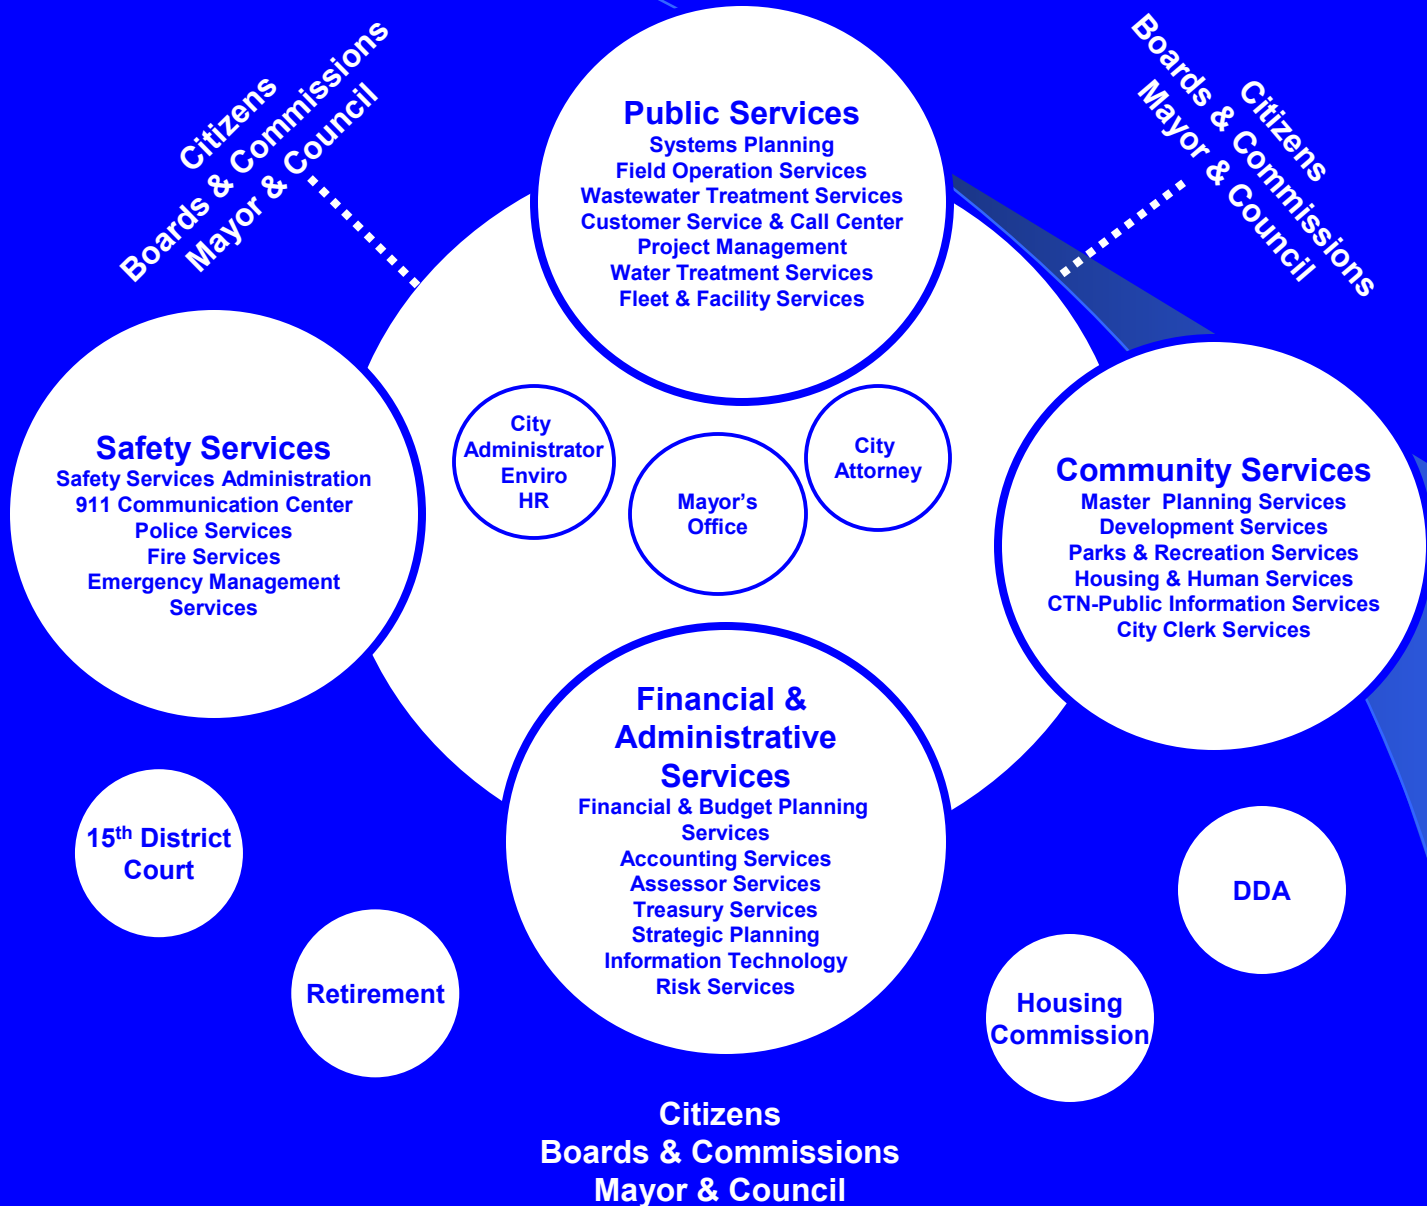 Citizens
Boards & Commissions
Mayor & Council
Citizens
Boards & Commissions
Mayor & Council
Public Services
Systems Planning
Field Operation Services
Wastewater Treatment Services
Customer Service & Call Center
Project Management
Water Treatment Services
Fleet & Facility Services
Safety Services
Safety Services Administration
911 Communication Center
Police Services
Fire Services
Emergency Management
Services
City
Administrator
Enviro
HR
Mayor's
Office
City
Attorney
Community Services
Master Planning Services
Development Services
Parks & Recreation Services
Housing & Human Services
CTN-Public Information Services
City Clerk Services
Financial &
Administrative
Services
Financial & Budget Planning
Services
Accounting Services
Assessor Services
Treasury Services
Strategic Planning
Information Technology
Risk Services
15th District
Court
Retirement
Housing
Commission
DDA
Citizens
Boards & Commissions
Mayor & Council